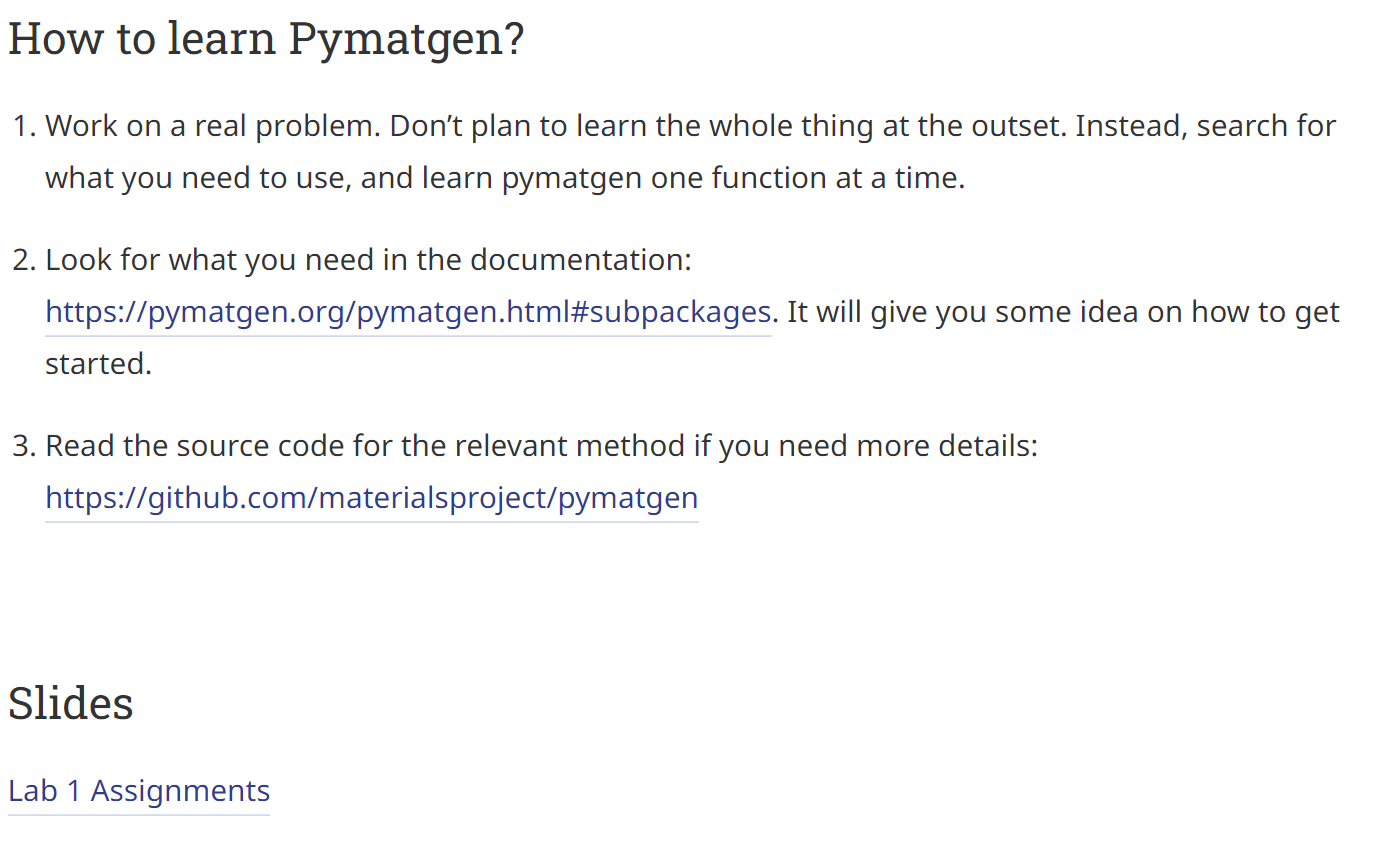 How to learn Pymatgen?
1. Work on a real problem. Don’t plan to learn the whole thing at the outset. Instead, search for
what you need to use, and learn pymatgen one function at a time.
2. Look for what you need in the documentation:
https://pymatgen.org/pymatgen.html#subpackages. It will give you some idea on how to get
started.
3. Read the source code for the relevant method if you need more details:
https://github.com/materialsproject/pymatgen
Slides
Lab 1 Assignments